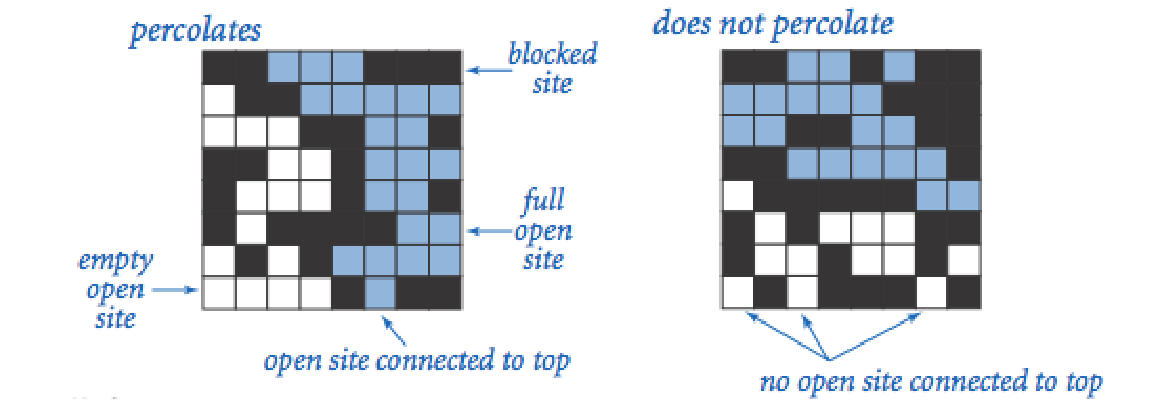 percolates
does not percolate
blocked
site
full
open
site
empty
open
site
open site connected to top
no open site connected to top